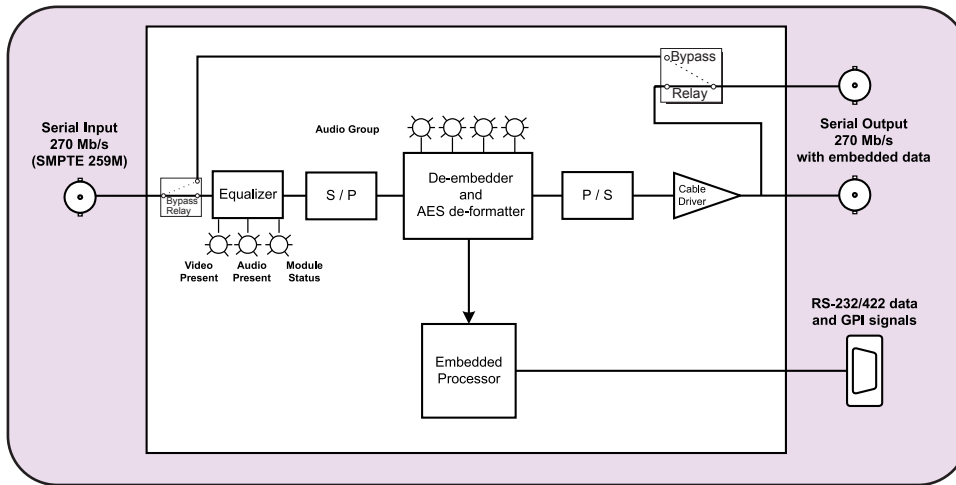 Serial Input
270 Mb/s
(SMPTE 259M)
Bypass
Relay
Equalizer
Video
Present
Audio
Present
Module
Status
S / P
Audio Group
De-embedder
and
AES de-formatter
P / S
Cable
Driver
Bypass
Relay
Serial Output
270 Mb/s
with embedded data
Embedded
Processor
RS-232/422 data
and GPI signals